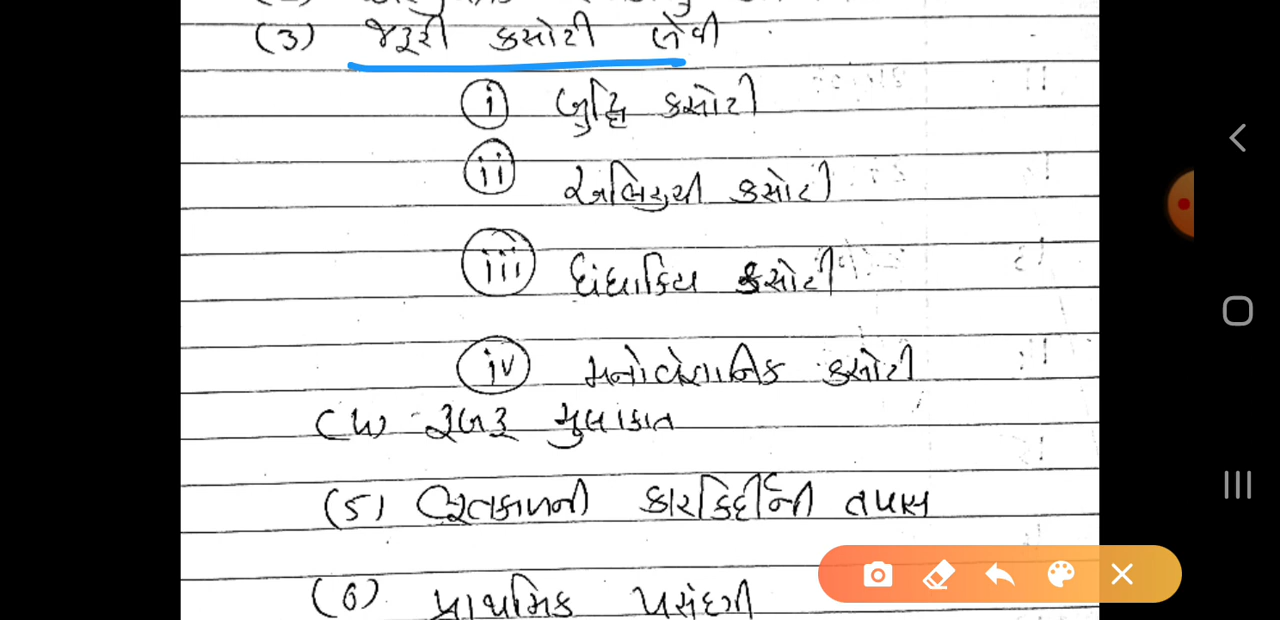 (3) જરૂરી કસોટી લેવી
i બુદ્ધિ કસોટી
ii અભિરુચી કસોટી
iii ધંધાકિય કસોટી
iv મનોવૈજ્ઞાનિક કસોટી
(4) રૂબરૂ મુલાકાત
(5) ભૂતકાળની કારકિર્દીની તપાસ
(6) પ્રાથમિક પસંદગી